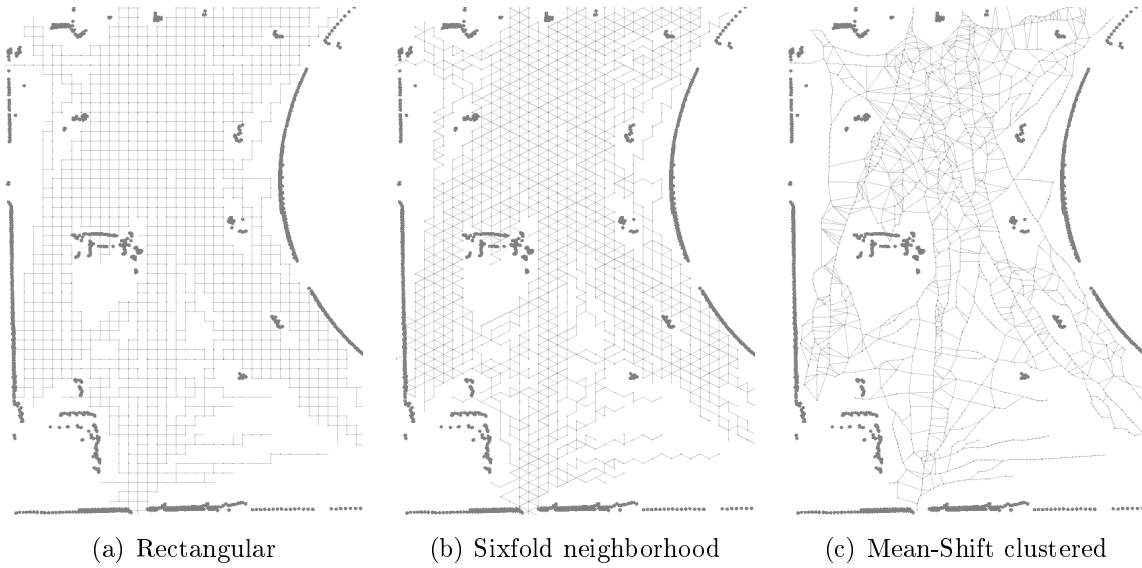 (a) Rectangular
(b) Sixfold neighborhood
(c) Mean-Shift clustered